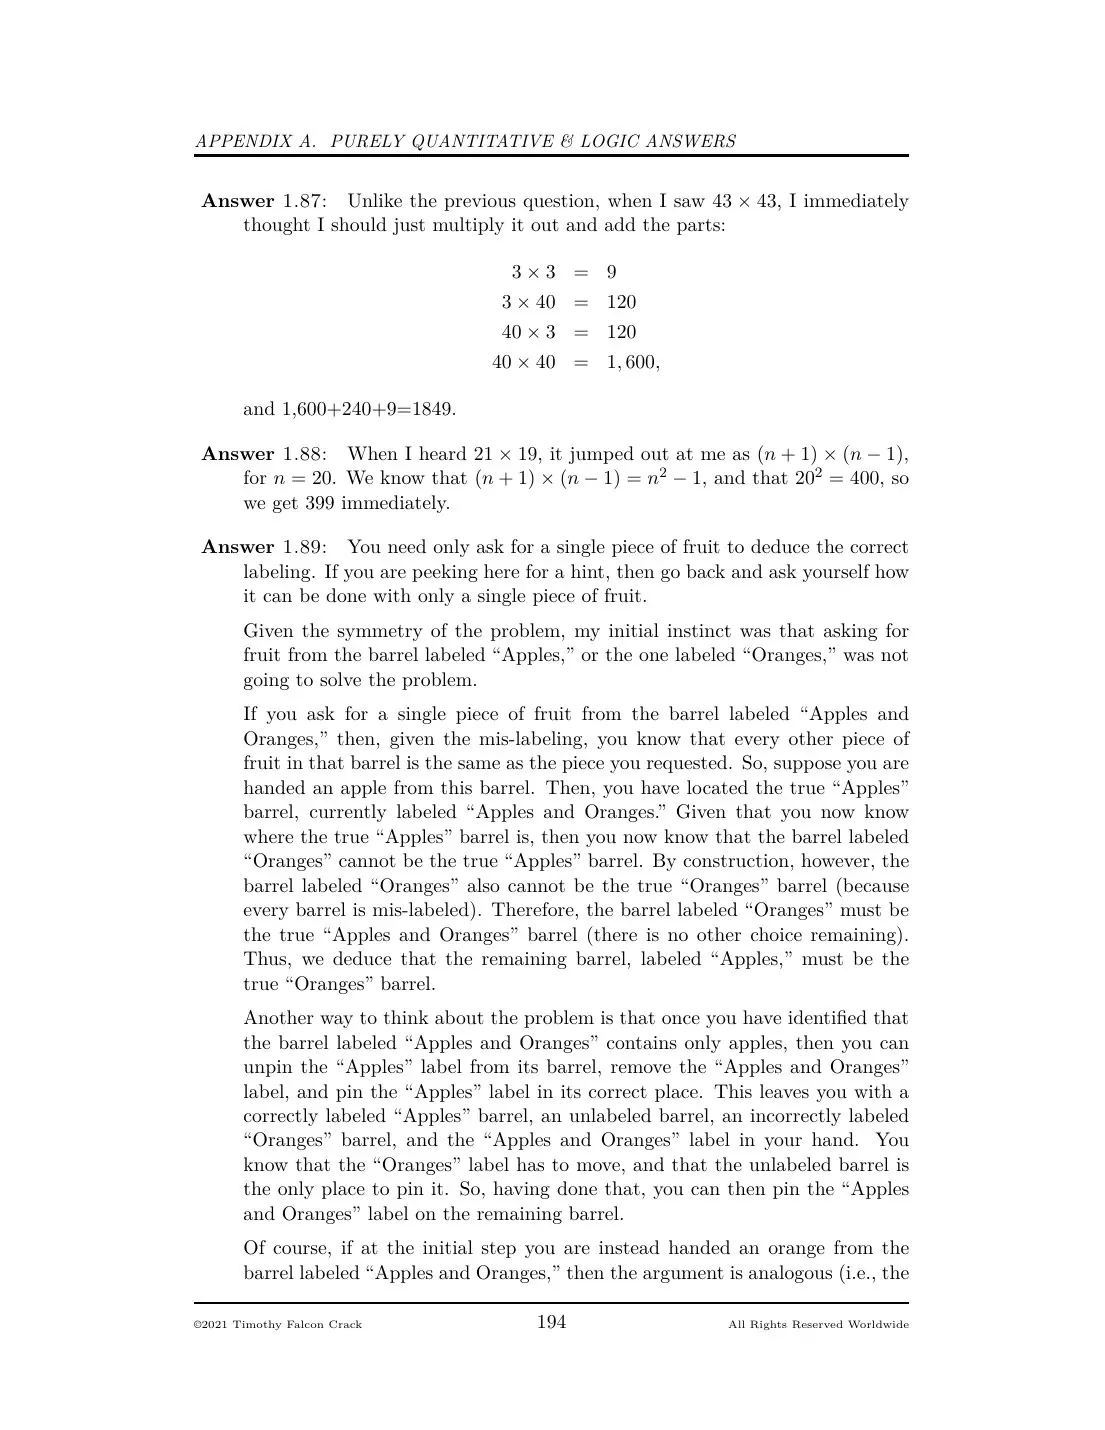 APPENDIX A. PURELY QUANTITATIVE & LOGIC ANSWERS
Answer 1.87: Unlike the previous question, when I saw 43 × 43, I immediately
thought I should just multiply it out and add the parts:
3 × 3 = 9
3 × 40 = 120
40 × 3 = 120
40 × 40 = 1, 600,
and 1,600+240+9=1849.
Answer 1.88: When I heard 21 × 19, it jumped out at me as (n + 1) × (n − 1),
for n = 20. We know that (n + 1) × (n − 1) = n² − 1, and that 20² = 400, so
we get 399 immediately.
Answer 1.89: You need only ask for a single piece of fruit to deduce the correct
labeling. If you are peeking here for a hint, then go back and ask yourself how
it can be done with only a single piece of fruit.
Given the symmetry of the problem, my initial instinct was that asking for
fruit from the barrel labeled “Apples,” or the one labeled “Oranges,” was not
going to solve the problem.
If you ask for a single piece of fruit from the barrel labeled “Apples and
Oranges,” then, given the mis-labeling, you know that every other piece of
fruit in that barrel is the same as the piece you requested. So, suppose you are
handed an apple from this barrel. Then, you have located the true “Apples”
barrel, currently labeled “Apples and Oranges.” Given that you now know
where the true “Apples” barrel is, then you now know that the barrel labeled
“Oranges” cannot be the true “Apples” barrel. By construction, however, the
barrel labeled “Oranges” also cannot be the true “Oranges” barrel (because
every barrel is mis-labeled). Therefore, the barrel labeled “Oranges” must be
the true “Apples and Oranges” barrel (there is no other choice remaining).
Thus, we deduce that the remaining barrel, labeled “Apples,” must be the
true “Oranges” barrel.
Another way to think about the problem is that once you have identified that
the barrel labeled “Apples and Oranges” contains only apples, then you can
unpin the “Apples” label from its barrel, remove the “Apples and Oranges”
label, and pin the “Apples” label in its correct place. This leaves you with a
correctly labeled “Apples” barrel, an unlabeled barrel, an incorrectly labeled
“Oranges” barrel, and the “Apples and Oranges” label in your hand. You
know that the “Oranges” label has to move, and that the unlabeled barrel is
the only place to pin it. So, having done that, you can then pin the “Apples
and Oranges” label on the remaining barrel.
Of course, if at the initial step you are instead handed an orange from the
barrel labeled “Apples and Oranges,” then the argument is analogous (i.e., the
©2021 Timothy Falcon Crack 194 All Rights Reserved Worldwide